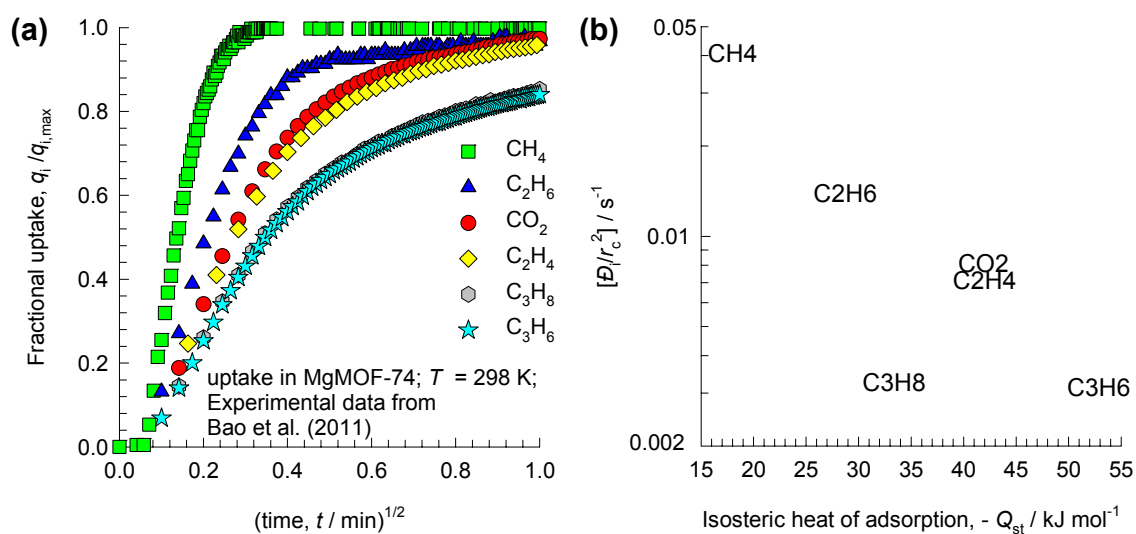 (a)
Fractional uptake, qᵢ /qᵢ,max
1.0
0.8
0.6
0.4
0.2
0.0
CH₄
C₂H₆
CO₂
C₂H₄
C₃H₈
C₃H₆
uptake in MgMOF-74; T = 298 K;
Experimental data from
Bao et al. (2011)
0.0 0.2 0.4 0.6 0.8 1.0
(time, t / min)¹ᐟ²
(b)
[Đᵢ/r_c²] / s⁻¹
0.05
0.01
0.002
CH4
C2H6
CO2
C2H4
C3H8
C3H6
15 20 25 30 35 40 45 50 55
Isosteric heat of adsorption, - Qst / kJ mol⁻¹